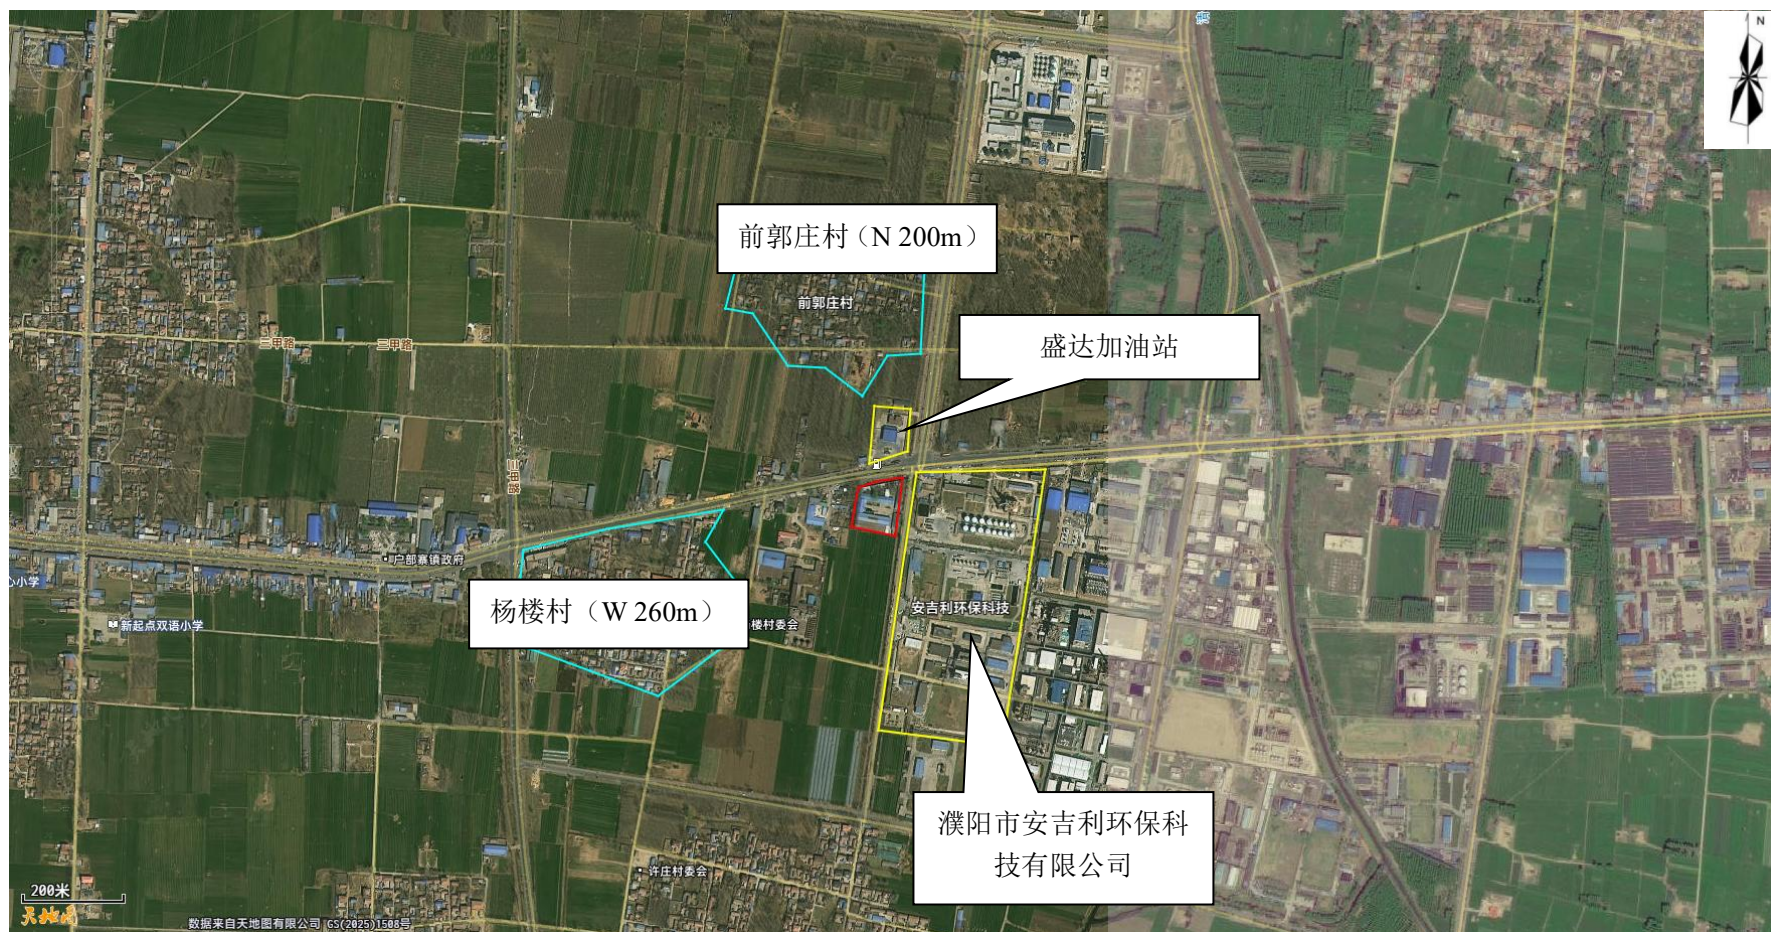 N
前郭庄村（N 200m）
前郭庄村
盛达加油站
三甲路
三甲路
三甲路
户部寨镇政府
心小学
新起点双语小学
杨楼村（W 260m）
楼村委会
安吉利环保科技
濮阳市安吉利环保科
技有限公司
许庄村委会
200米
天地图
数据来自天地图有限公司 GS(2025)1508号